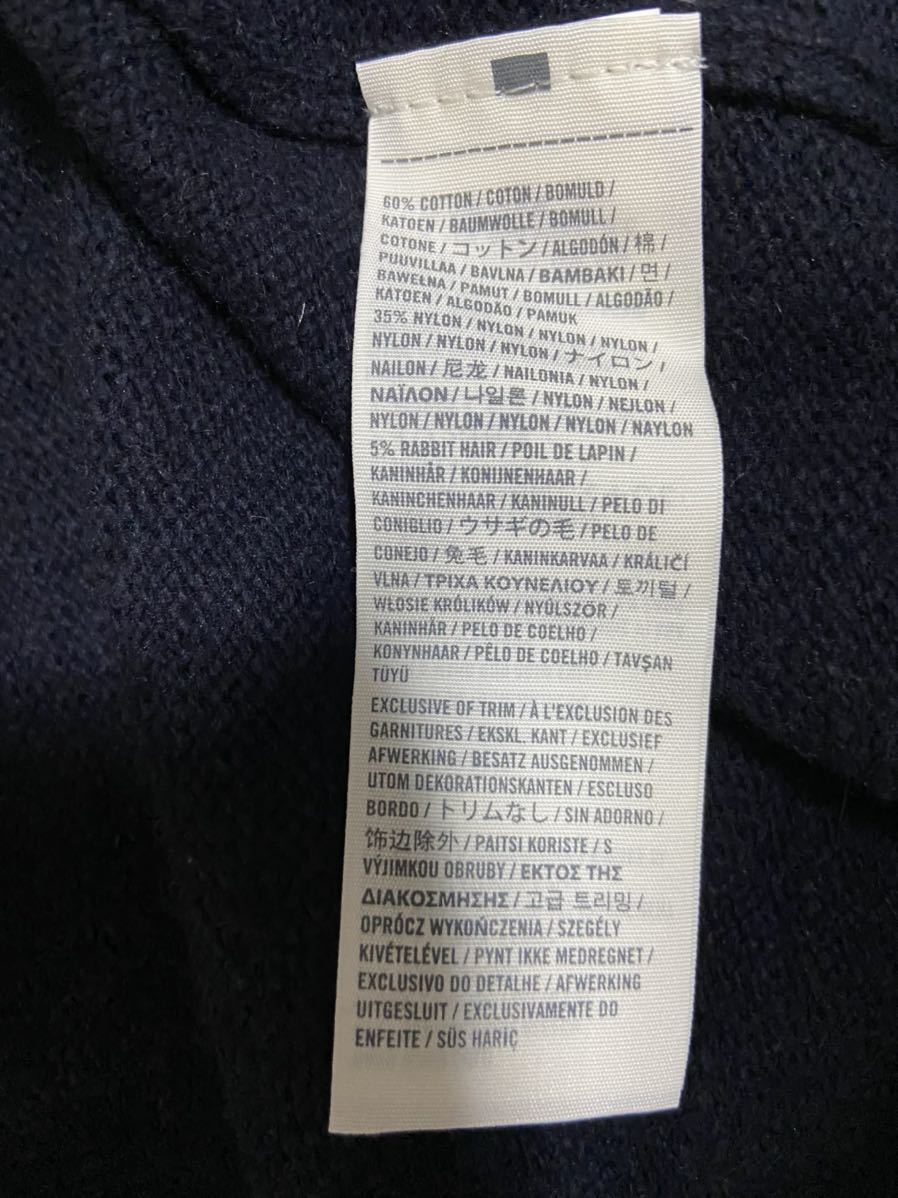 60% COTTON / COTON / BOMULD /
KATOEN / BAUMWOLLE / BOMULL /
COTONE / コットン / ALGODÓN / 棉 /
PUUVILLAA / BAVLNA / BAMBAKI / 면 /
BAWEŁNA / PAMUT / BOMULL / ALGODÃO /
KATOEN / ALGODÃO / PAMUK
35% NYLON / NYLON / NYLON / NYLON /
NYLON / NYLON / NYLON / ナイロン /
NAILON / 尼龙 / NAILONIA / NYLON /
ΝΑΪΛΟΝ / 나일론 / NYLON / NEJLON /
NYLON / NYLON / NYLON / NYLON / NAYLON
5% RABBIT HAIR / POIL DE LAPIN /
KANINHÅR / KONIJNENHAAR /
KANINCHENHAAR / KANINULL / PELO DI
CONIGLIO / ウサギの毛 / PELO DE
CONEJO / 兔毛 / KANINKARVAA / KRÁLIČÍ
VLNA / ΤΡΙΧΑ ΚΟΥΝΕΛΙΟΥ / 토끼털 /
WŁOSIE KRÓLIKÓW / NYÚLSZŐR /
KANINHÅR / PELO DE COELHO /
KONYNHAAR / PÊLO DE COELHO / TAVŞAN
TÜYÜ
EXCLUSIVE OF TRIM / À L'EXCLUSION DES
GARNITURES / EKSKL. KANT / EXCLUSIEF
AFWERKING / BESATZ AUSGENOMMEN /
UTOM DEKORATIONSKANTEN / ESCLUSO
BORDO / トリムなし / SIN ADORNO /
饰边除外 / PAITSI KORISTE / S
VÝJIMKOU OBRUBY / ΕΚΤΟΣ ΤΗΣ
ΔΙΑΚΟΣΜΗΣΗΣ / 고급 트리밍 /
OPRÓCZ WYKOŃCZENIA / SZEGÉLY
KIVÉTELÉVEL / PYNT IKKE MEDREGNET /
EXCLUSIVO DO DETALHE / AFWERKING
UITGESLUIT / EXCLUSIVAMENTE DO
ENFEITE / SÜS HARİÇ